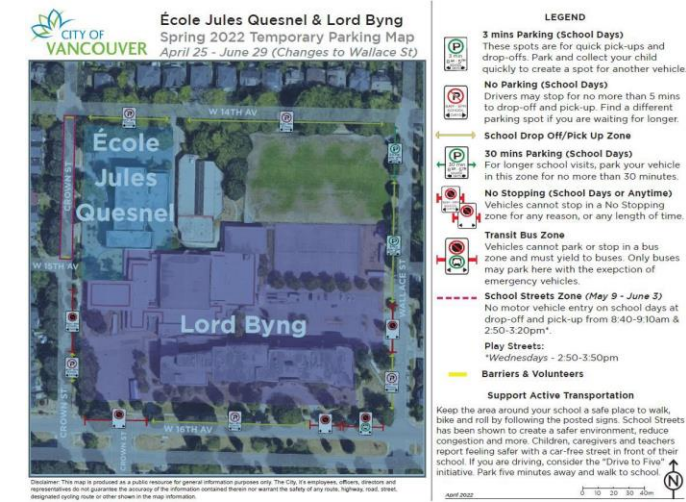 CITY OF
VANCOUVER
École Jules Quesnel & Lord Byng
Spring 2022 Temporary Parking Map
April 25 - June 29 (Changes to Wallace St)
W 14TH AV
École
Jules
Quesnel
CROWN ST
W 15TH AV
WALLACE ST
Lord Byng
CROWN ST
CROWN ST
W 16TH AV
Disclaimer: This map is produced as a public resource for general information purposes only. The City, it's employees, officers, directors and
representatives do not guarantee the accuracy of the information contained therein nor warrant the safety of any route, highway, road, street,
designated cycling route or other shown in the map information.
LEGEND
3 mins Parking (School Days)
These spots are for quick pick-ups and
drop-offs. Park and collect your child
quickly to create a spot for another vehicle.
No Parking (School Days)
Drivers may stop for no more than 5 mins
to drop-off and pick-up. Find a different
parking spot if you are waiting for longer.
School Drop Off/Pick Up Zone
30 mins Parking (School Days)
For longer school visits, park your vehicle
in this zone for no more than 30 minutes.
No Stopping (School Days or Anytime)
Vehicles cannot stop in a No Stopping
zone for any reason, or any length of time.
Transit Bus Zone
Vehicles cannot park or stop in a bus
zone and must yield to buses. Only buses
may park here with the exepction of
emergency vehicles.
School Streets Zone (May 9 - June 3)
No motor vehicle entry on school days at
drop-off and pick-up from 8:40-9:10am &
2:50-3:20pm*.
Play Streets:
*Wednesdays - 2:50-3:50pm
Barriers & Volunteers
Support Active Transportation
Keep the area around your school a safe place to walk,
bike and roll by following the posted signs. School Streets
has been shown to create a safer environment, reduce
congestion and more. Children, caregivers and teachers
report feeling safer with a car-free street in front of their
school. If you are driving, consider the "Drive to Five"
initiative. Park five minutes away and walk to school.
April 2022
0 10 20 30 40m
N